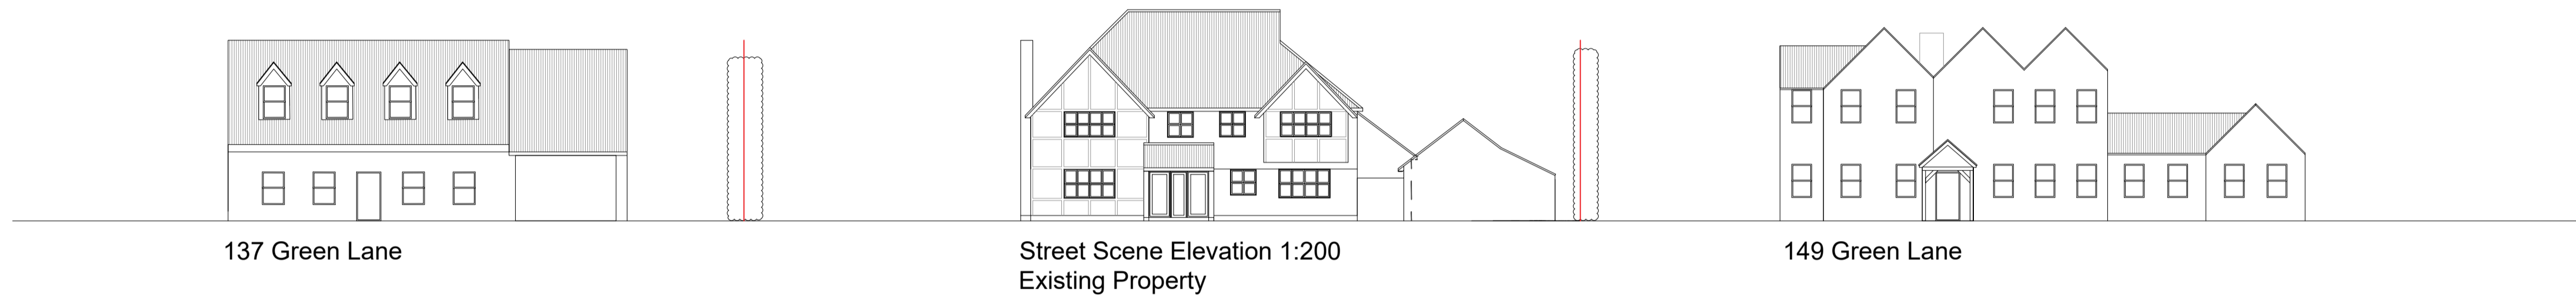 137 Green Lane
Street Scene Elevation 1:200
Existing Property
149 Green Lane